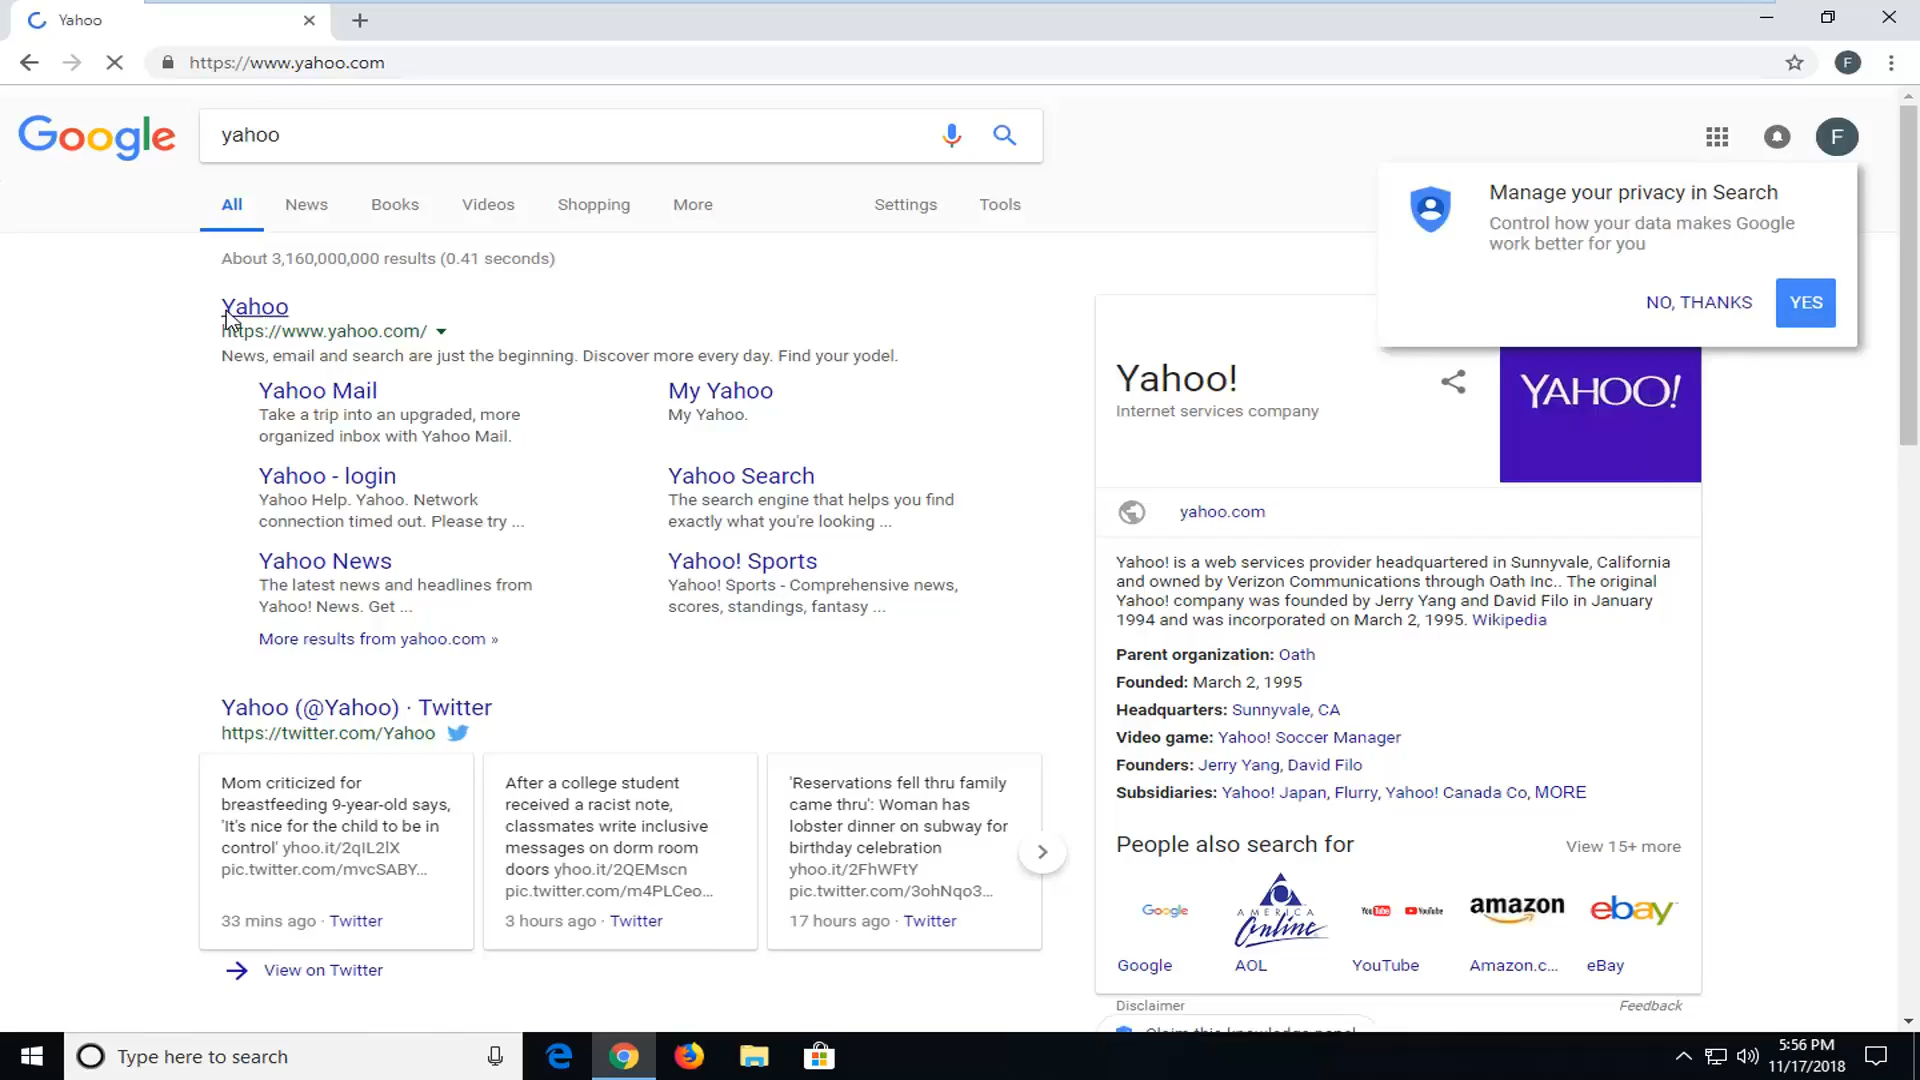 Yahoo
https://www.yahoo.com
F
Google
yahoo
F
All News Books Videos Shopping More Settings Tools
Manage your privacy in Search
Control how your data makes Google
work better for you
NO, THANKS YES
About 3,160,000,000 results (0.41 seconds)
Yahoo
https://www.yahoo.com/
News, email and search are just the beginning. Discover more every day. Find your yodel.
Yahoo Mail
Take a trip into an upgraded, more
organized inbox with Yahoo Mail.
My Yahoo
My Yahoo.
Yahoo - login
Yahoo Help. Yahoo. Network
connection timed out. Please try ...
Yahoo Search
The search engine that helps you find
exactly what you're looking ...
Yahoo News
The latest news and headlines from
Yahoo! News. Get ...
Yahoo! Sports
Yahoo! Sports - Comprehensive news,
scores, standings, fantasy ...
More results from yahoo.com »
Yahoo (@Yahoo) · Twitter
https://twitter.com/Yahoo
Mom criticized for
breastfeeding 9-year-old says,
'It's nice for the child to be in
control' yhoo.it/2qIL2lX
pic.twitter.com/mvcSABY...
33 mins ago · Twitter
After a college student
received a racist note,
classmates write inclusive
messages on dorm room
doors yhoo.it/2QEMscn
pic.twitter.com/m4PLCeo...
3 hours ago · Twitter
'Reservations fell thru family
came thru': Woman has
lobster dinner on subway for
birthday celebration
yhoo.it/2FhWFtY
pic.twitter.com/3ohNqo3...
17 hours ago · Twitter
View on Twitter
Yahoo!
Internet services company
YAHOO!
yahoo.com
Yahoo! is a web services provider headquartered in Sunnyvale, California
and owned by Verizon Communications through Oath Inc.. The original
Yahoo! company was founded by Jerry Yang and David Filo in January
1994 and was incorporated on March 2, 1995. Wikipedia
Parent organization: Oath
Founded: March 2, 1995
Headquarters: Sunnyvale, CA
Video game: Yahoo! Soccer Manager
Founders: Jerry Yang, David Filo
Subsidiaries: Yahoo! Japan, Flurry, Yahoo! Canada Co, MORE
People also search for View 15+ more
Google
AMERICA
Online
YouTube YouTube
amazon
ebay
Google AOL YouTube Amazon.c... eBay
Disclaimer Feedback
Claim this knowledge panel
Type here to search
5:56 PM
11/17/2018